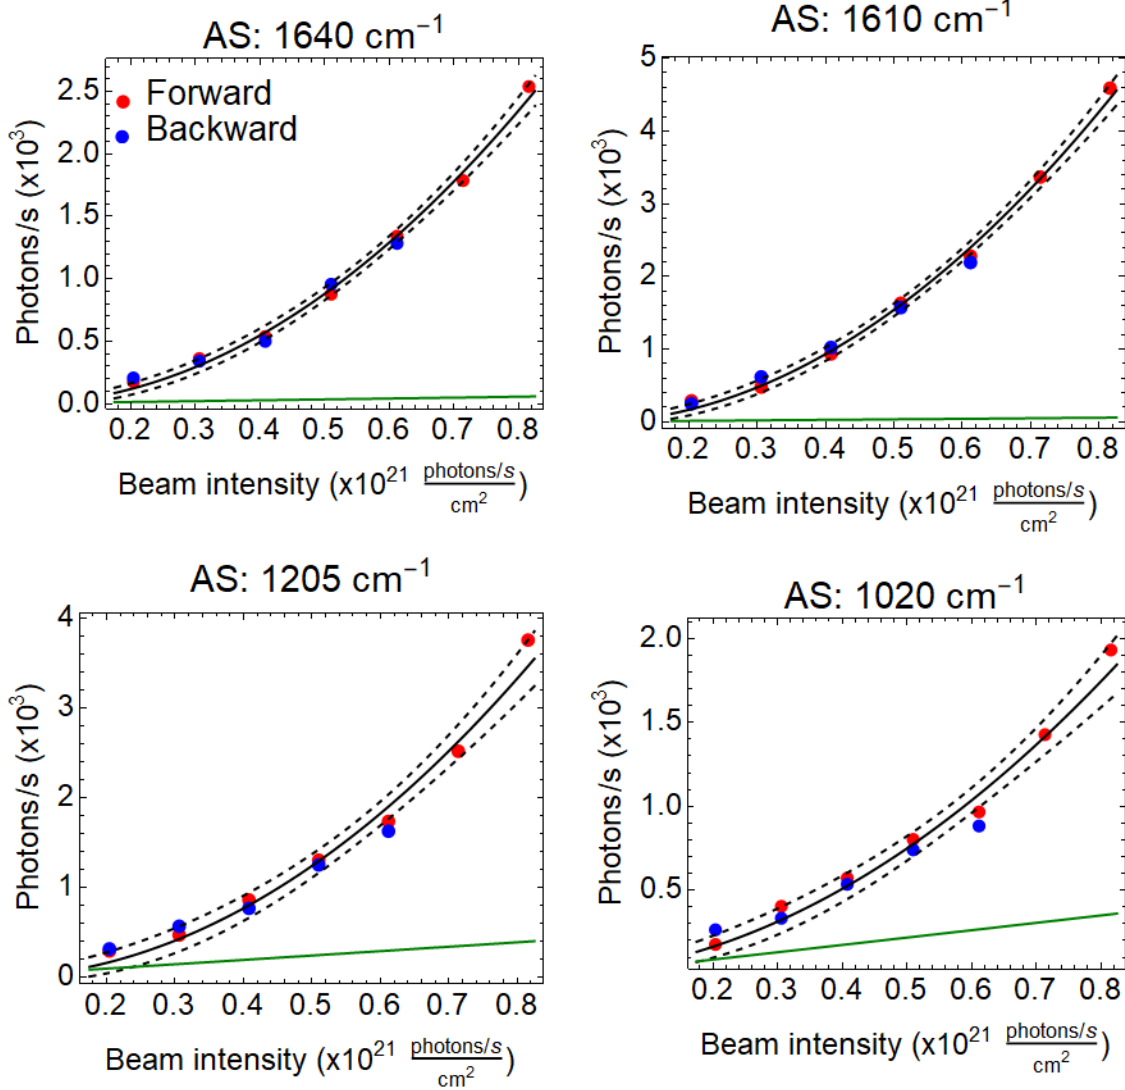 AS: 1640 cm⁻¹
Forward
Backward
Photons/s (x10³)
2.5
2.0
1.5
1.0
0.5
0.0
0.2 0.3 0.4 0.5 0.6 0.7 0.8
Beam intensity (x10²¹ photons/s / cm²)
AS: 1610 cm⁻¹
Photons/s (x10³)
5
4
3
2
1
0
0.2 0.3 0.4 0.5 0.6 0.7 0.8
Beam intensity (x10²¹ photons/s / cm²)
AS: 1205 cm⁻¹
Photons/s (x10³)
4
3
2
1
0
0.2 0.3 0.4 0.5 0.6 0.7 0.8
Beam intensity (x10²¹ photons/s / cm²)
AS: 1020 cm⁻¹
Photons/s (x10³)
2.0
1.5
1.0
0.5
0.2 0.3 0.4 0.5 0.6 0.7 0.8
Beam intensity (x10²¹ photons/s / cm²)